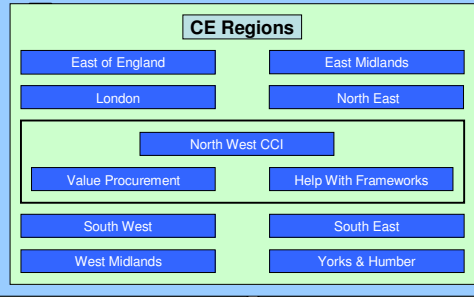 CE Regions
East of England
East Midlands
London
North East
North West CCI
Value Procurement
Help With Frameworks
South West
South East
West Midlands
Yorks & Humber